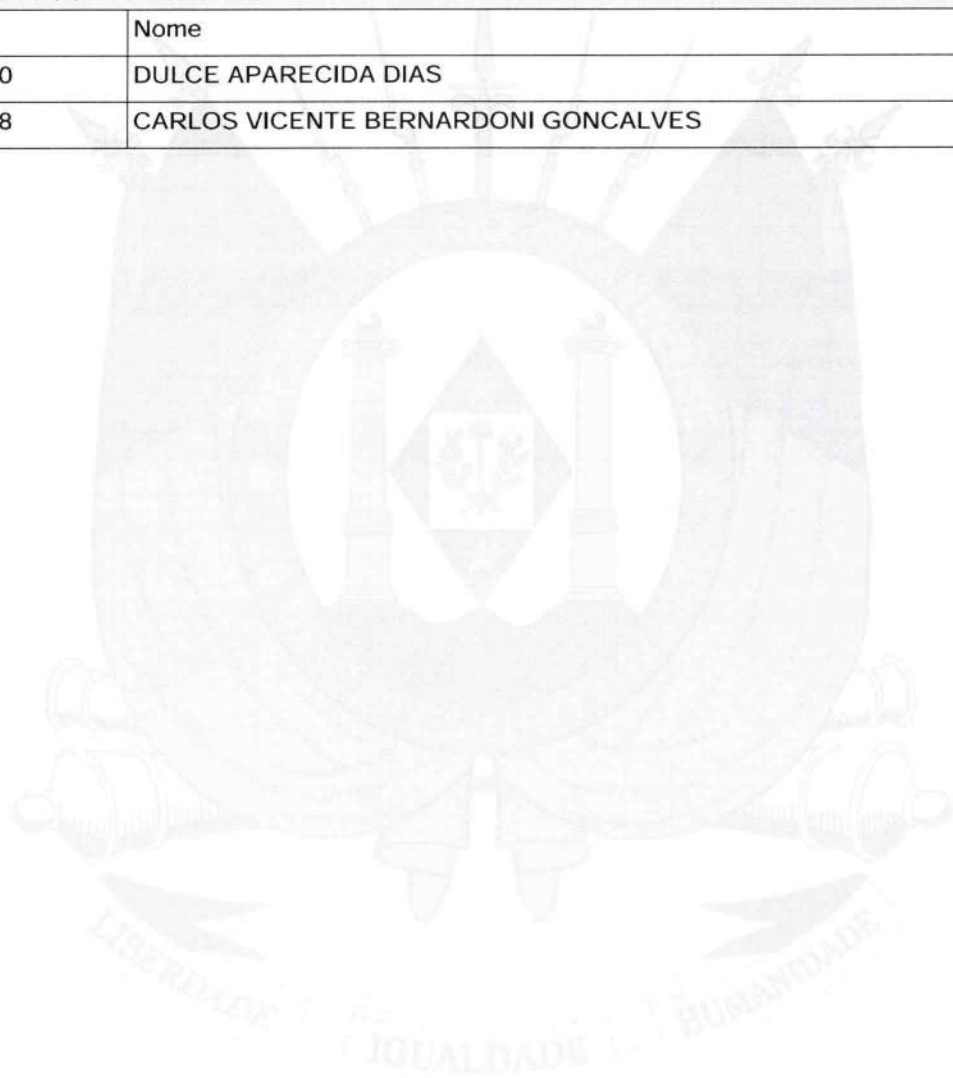 Nome
0 DULCE APARECIDA DIAS
8 CARLOS VICENTE BERNARDONI GONCALVES
LIBERDADE IGUALDADE HUMANIDADE